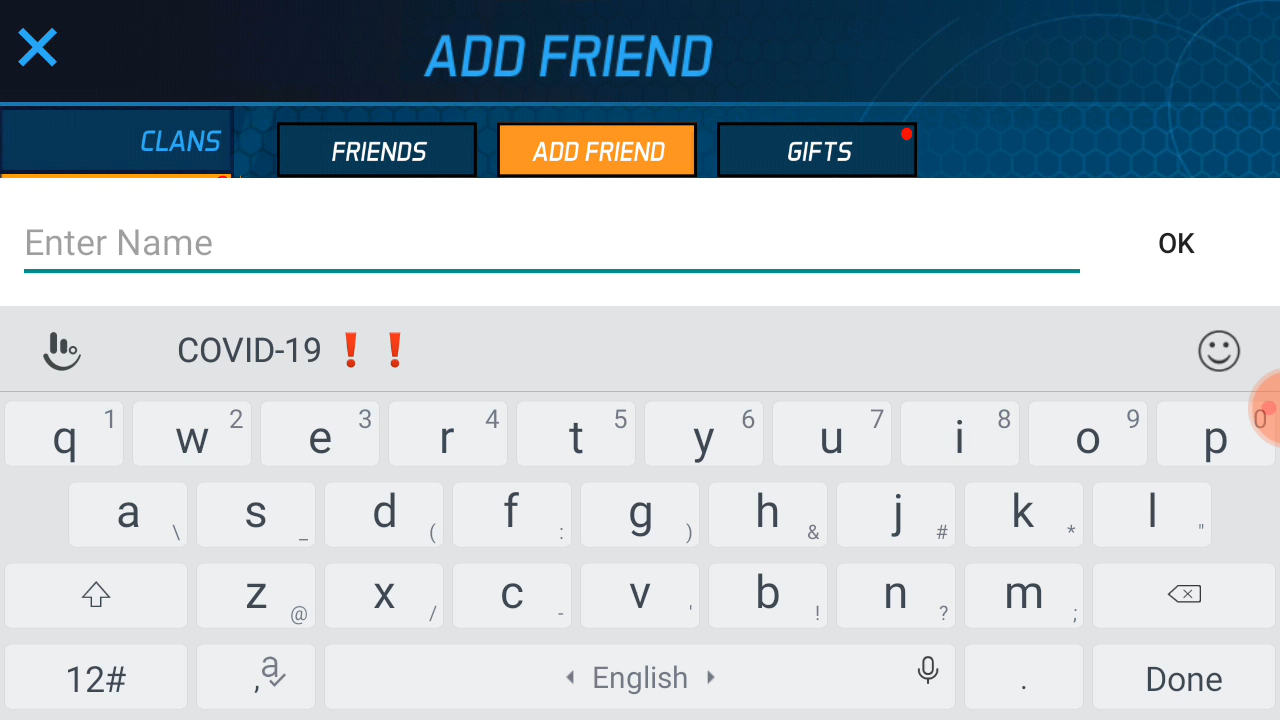 ADD FRIEND
CLANS
FRIENDS
ADD FRIEND
GIFTS
Enter Name
OK
COVID-19 ❗❗
q 1 w 2 e 3 r 4 t 5 y 6 u 7 i 8 o 9 p 0
a \ s _ d ( f : g ) h & j # k * l "
z @ x / c - v ' b ! n ? m ;
12# , a English . Done